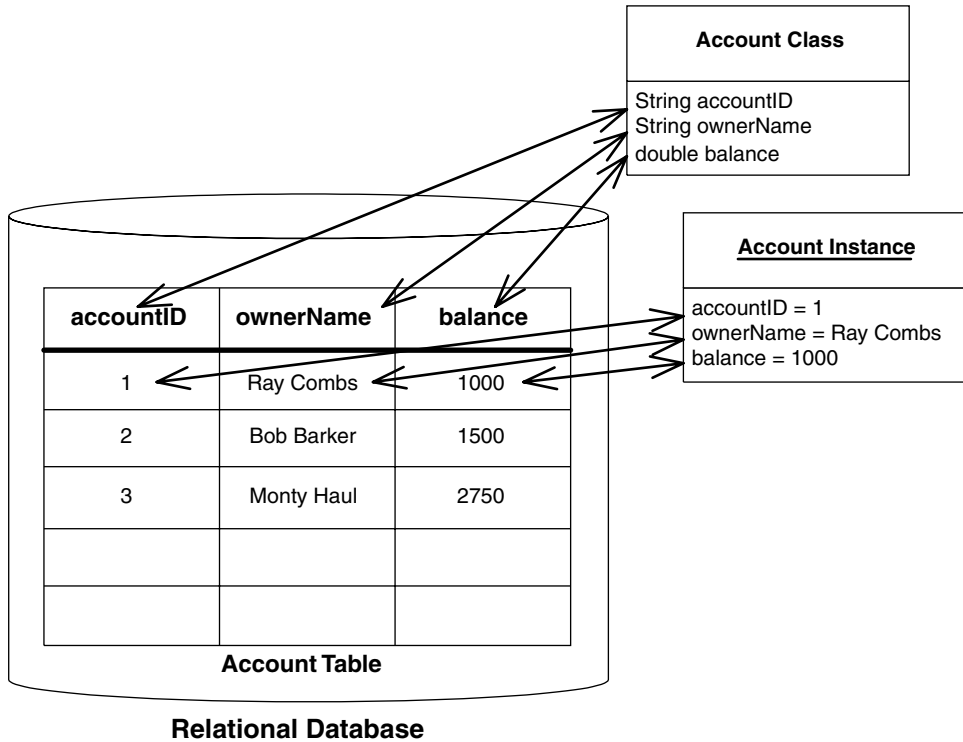 Account Class
String accountID
String ownerName
double balance
Account Instance
accountID = 1
ownerName = Ray Combs
balance = 1000
accountID ownerName balance
1 Ray Combs 1000
2 Bob Barker 1500
3 Monty Haul 2750
Account Table
Relational Database